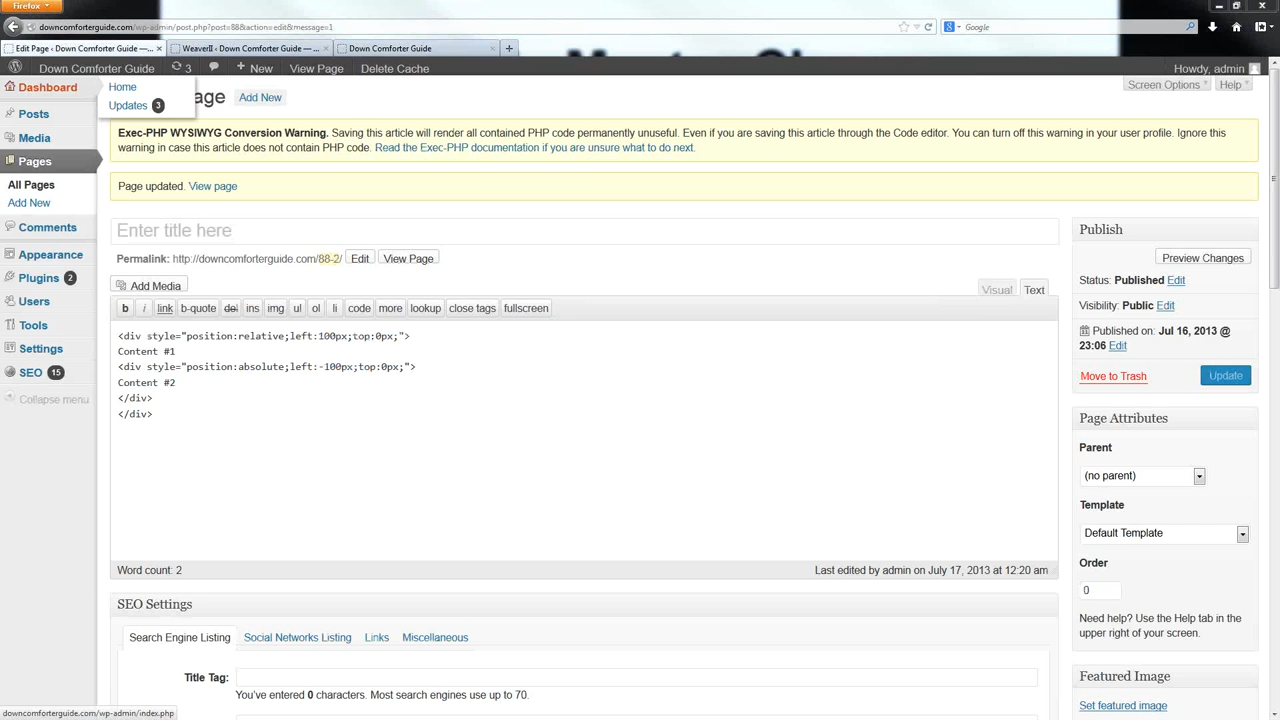 Firefox
downcomforterguide.com/wp-admin/post.php?post=88&action=edit&message=1
Google
Edit Page ‹ Down Comforter Guide —...
WeaverII ‹ Down Comforter Guide — ...
Down Comforter Guide
Down Comforter Guide
3
New
View Page
Delete Cache
Howdy, admin
Dashboard
Home
Updates 3
age
Add New
Screen Options
Help
Posts
Media
Pages
All Pages
Add New
Comments
Appearance
Plugins 2
Users
Tools
Settings
SEO 15
Collapse menu
Exec-PHP WYSIWYG Conversion Warning. Saving this article will render all contained PHP code permanently unuseful. Even if you are saving this article through the Code editor. You can turn off this warning in your user profile. Ignore this
warning in case this article does not contain PHP code. Read the Exec-PHP documentation if you are unsure what to do next.
Page updated. View page
Enter title here
Permalink: http://downcomforterguide.com/88-2/ Edit View Page
Add Media
Visual
Text
b i link b-quote del ins img ul ol li code more lookup close tags fullscreen
<div style="position:relative;left:100px;top:0px;">
Content #1
<div style="position:absolute;left:-100px;top:0px;">
Content #2
</div>
</div>
Word count: 2
Last edited by admin on July 17, 2013 at 12:20 am
SEO Settings
Search Engine Listing
Social Networks Listing
Links
Miscellaneous
Title Tag:
You've entered 0 characters. Most search engines use up to 70.
Publish
Preview Changes
Status: Published Edit
Visibility: Public Edit
Published on: Jul 16, 2013 @
23:06 Edit
Move to Trash
Update
Page Attributes
Parent
(no parent)
Template
Default Template
Order
0
Need help? Use the Help tab in the
upper right of your screen.
Featured Image
Set featured image
downcomforterguide.com/wp-admin/index.php